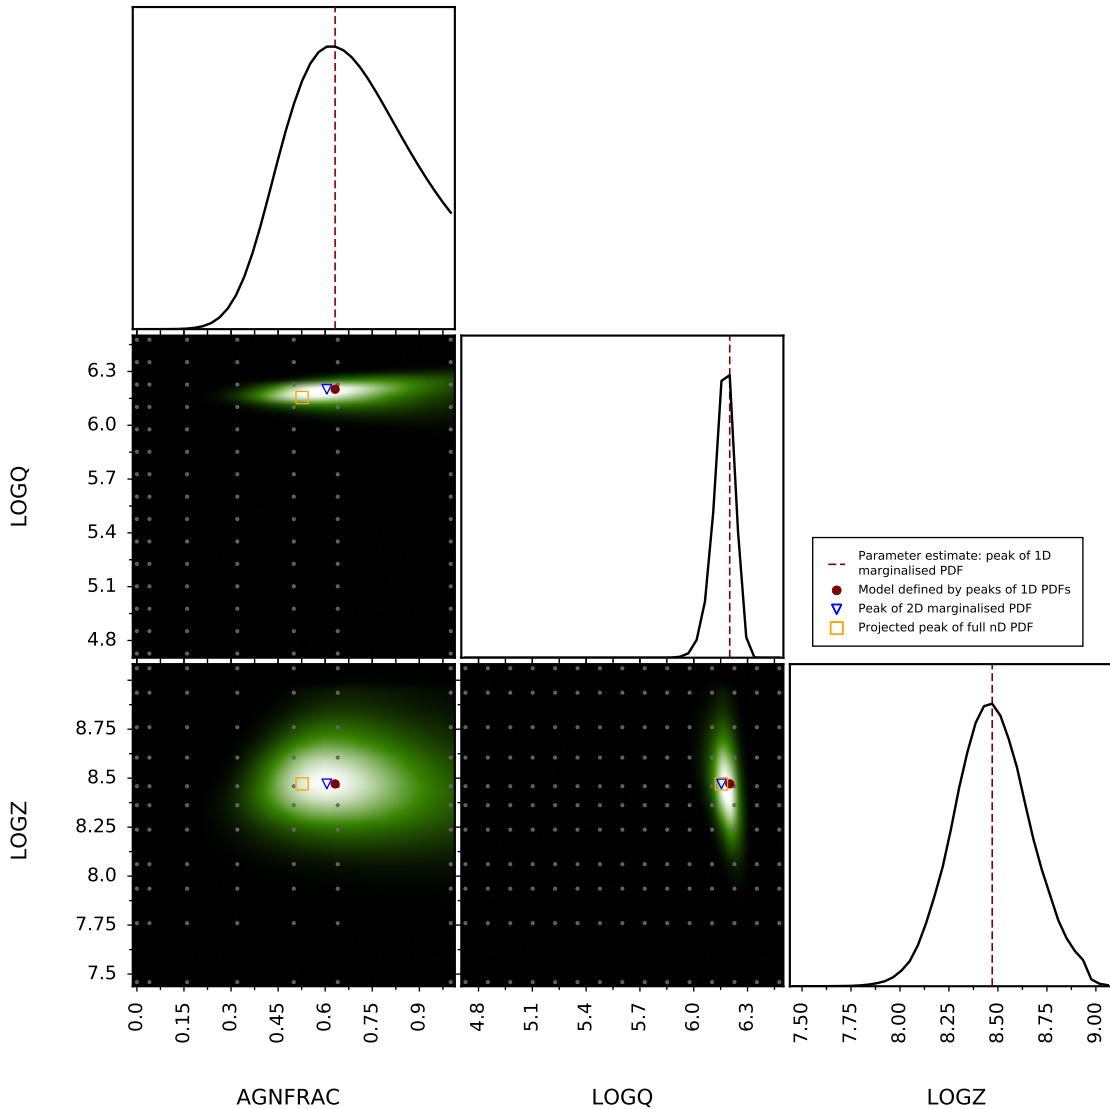 LOGQ
6.3
6.0
5.7
5.4
5.1
4.8
Parameter estimate: peak of 1D
marginalised PDF
Model defined by peaks of 1D PDFs
Peak of 2D marginalised PDF
Projected peak of full nD PDF
LOGZ
8.75
8.5
8.25
8.0
7.75
7.5
0.0 0.15 0.3 0.45 0.6 0.75 0.9
4.8 5.1 5.4 5.7 6.0 6.3
7.50 7.75 8.00 8.25 8.50 8.75 9.00
AGNFRAC LOGQ LOGZ